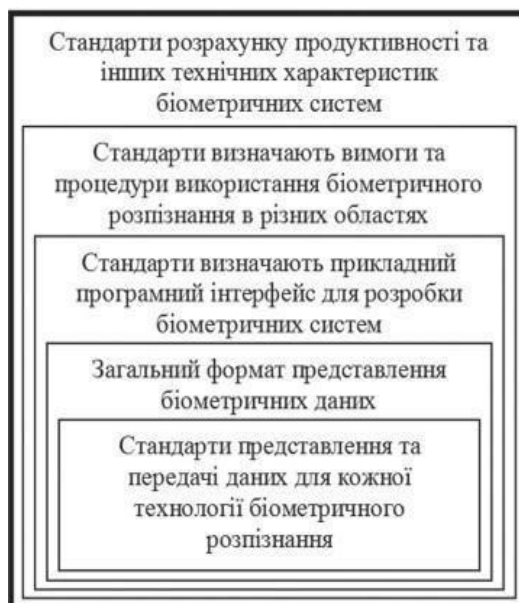 Стандарти розрахунку продуктивності та
інших технічних характеристик
біометричних систем
Стандарти визначають вимоги та
процедури використання біометричного
розпізнання в різних областях
Стандарти визначають прикладний
програмний інтерфейс для розробки
біометричних систем
Загальний формат представлення
біометричних даних
Стандарти представлення та
передачі даних для кожної
технології біометричного
розпізнання